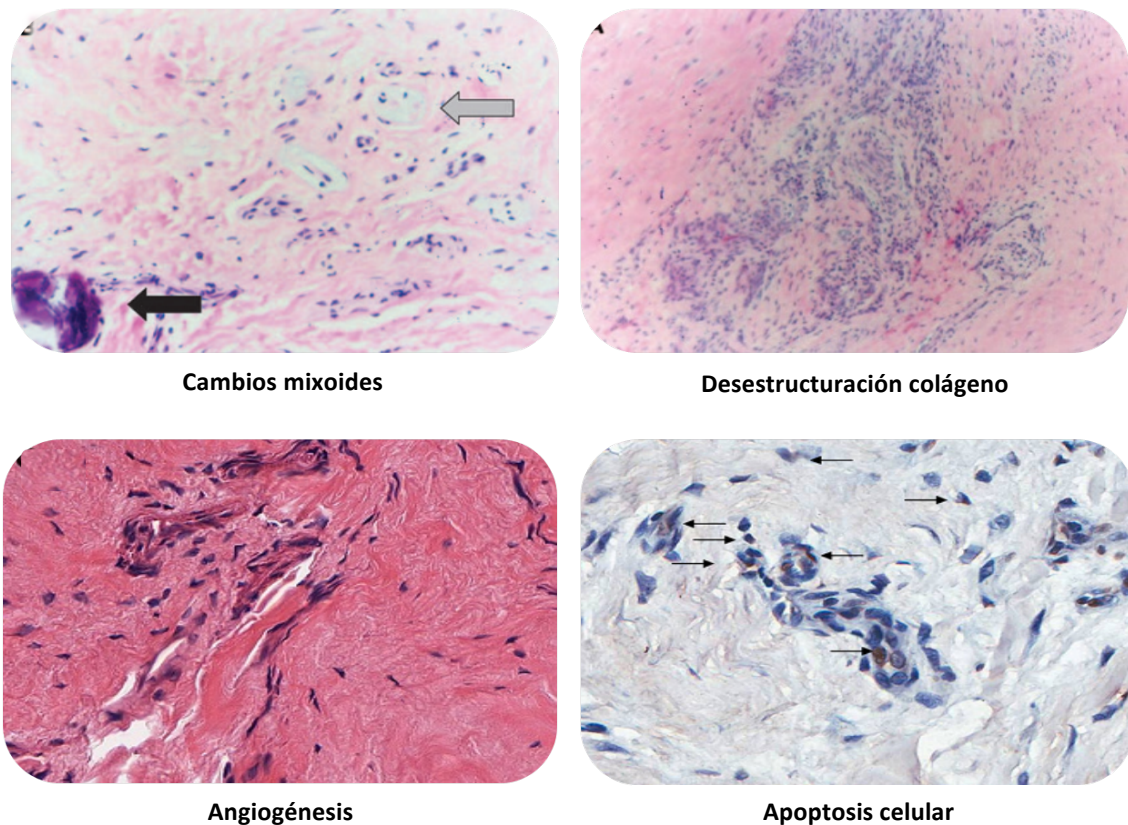 Cambios mixoides
Desestructuración colágeno
Angiogénesis
Apoptosis celular